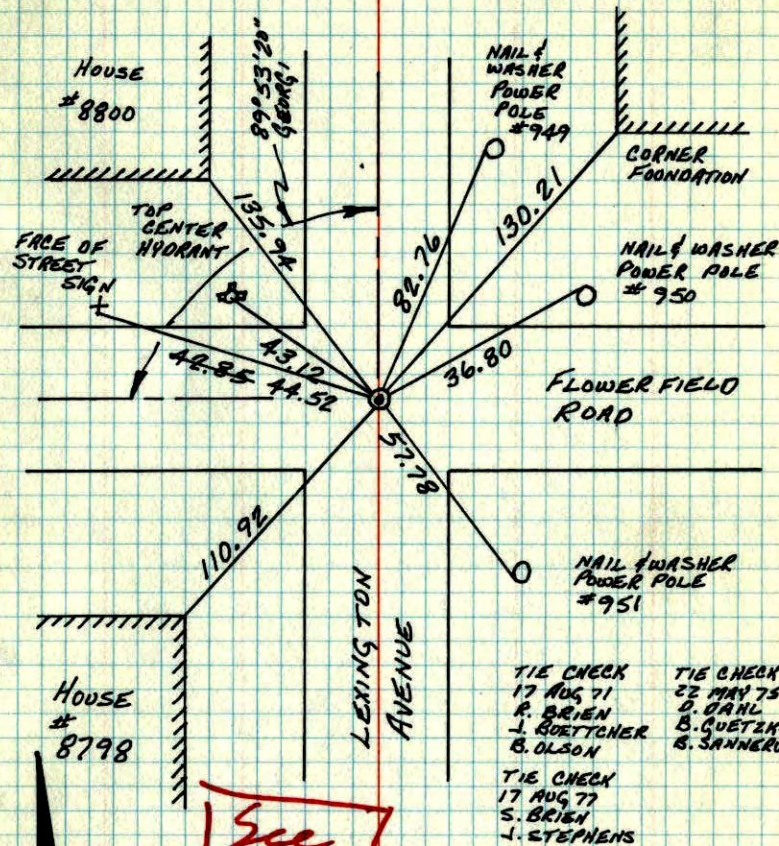 HOUSE
#8800
89°53'20"
GEORG1
NAIL &
WASHER
POWER
POLE
#949
CORNER
FOUNDATION
135.94
TOP
CENTER
HYDRANT
FACE OF
STREET
SIGN
82.76
130.21
NAIL & WASHER
POWER POLE
#950
43.12
42.85 44.52
36.80
FLOWERFIELD
ROAD
57.78
110.92
NAIL & WASHER
POWER POLE
#951
LEXINGTON
AVENUE
HOUSE
#
8798
TIE CHECK
17 AUG 71
R. BRIEN
J. BOETTCHER
B. OLSON
TIE CHECK
22 MAY 75
D. DAHL
B. GUETZK
B. SANNERU
TIE CHECK
17 AUG 77
S. BRIEN
J. STEPHENS
See